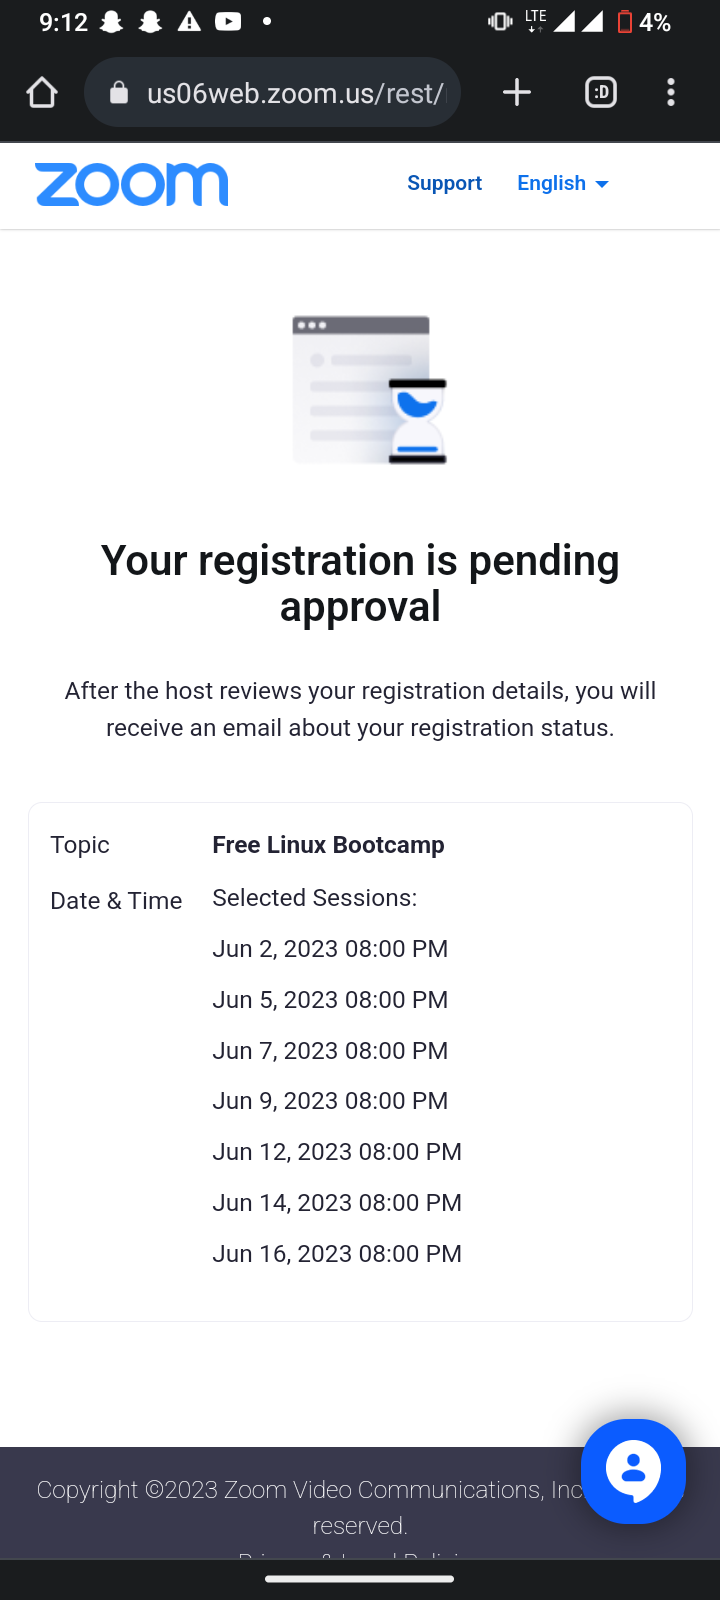 9:12 LTE 4%
us06web.zoom.us/rest/
:D
zoom Support English
Your registration is pending
approval
After the host reviews your registration details, you will
receive an email about your registration status.
Topic Free Linux Bootcamp
Date & Time Selected Sessions:
Jun 2, 2023 08:00 PM
Jun 5, 2023 08:00 PM
Jun 7, 2023 08:00 PM
Jun 9, 2023 08:00 PM
Jun 12, 2023 08:00 PM
Jun 14, 2023 08:00 PM
Jun 16, 2023 08:00 PM
Copyright ©2023 Zoom Video Communications, Inc
reserved.